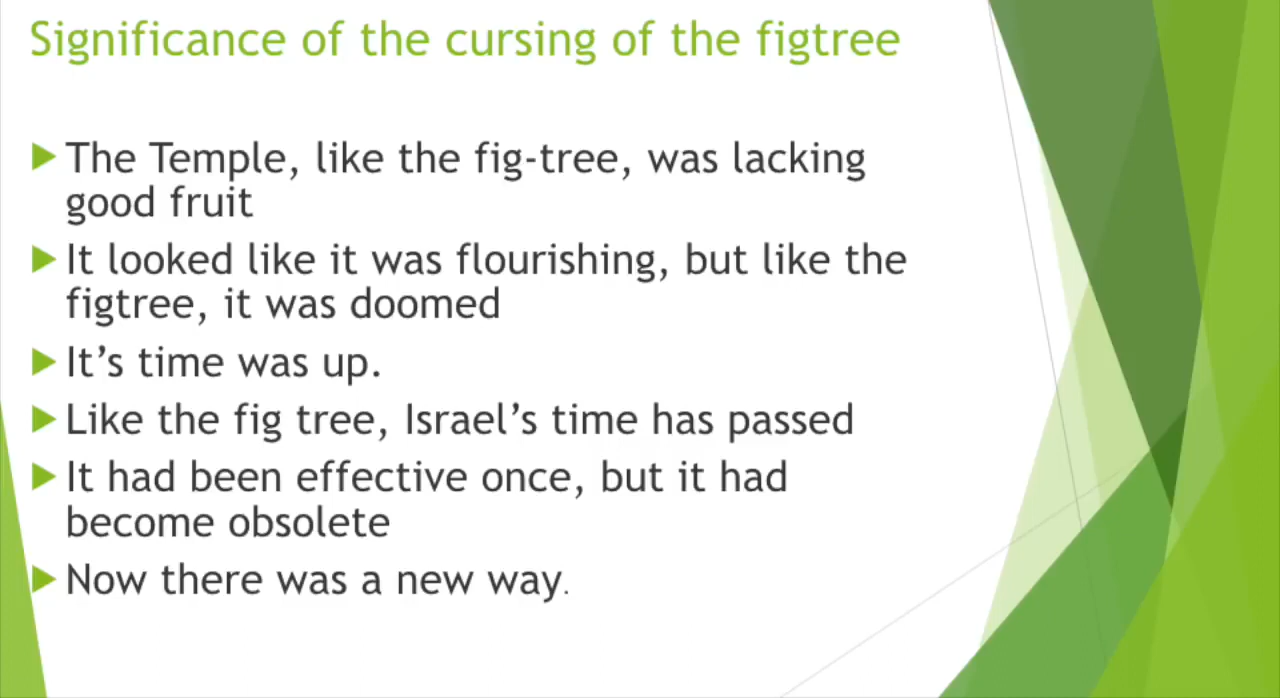 Significance of the cursing of the figtree
The Temple, like the fig-tree, was lacking
good fruit
It looked like it was flourishing, but like the
figtree, it was doomed
It’s time was up.
Like the fig tree, Israel’s time has passed
It had been effective once, but it had
become obsolete
Now there was a new way.